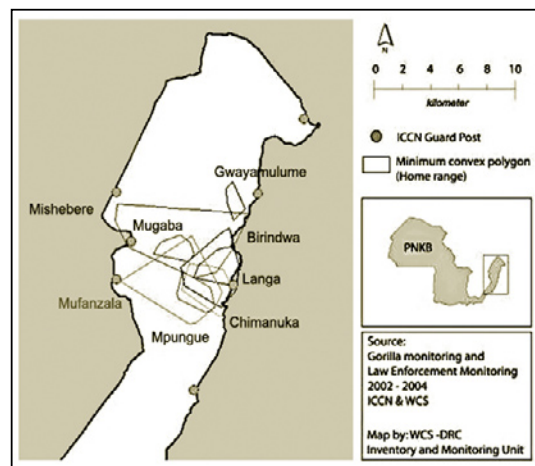 Gwayamulume
Mishebere
Mugaba
Birindwa
Langa
Mufanzala
Chimanuka
Mpungue
N
0 2 4 6 8 10
kilometer
ICCN Guard Post
Minimum convex polygon
(Home range)
PNKB
Source:
Gorilla monitoring and
Law Enforcement Monitoring
2002 - 2004
ICCN & WCS
Map by: WCS -DRC
Inventory and Monitoring Unit